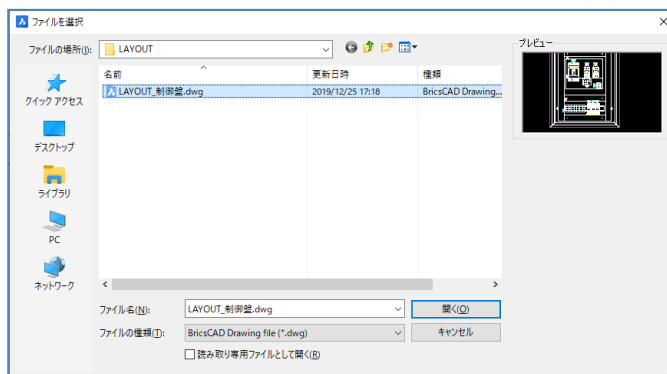 ファイルを選択
ファイルの場所(I):
LAYOUT
プレビュー
名前
更新日時
種類
LAYOUT_制御盤.dwg
2019/12/25 17:18
BricsCAD Drawing...
クイック アクセス
デスクトップ
ライブラリ
PC
ネットワーク
ファイル名(N):
LAYOUT_制御盤.dwg
開く(O)
ファイルの種類(T):
BricsCAD Drawing file (*.dwg)
キャンセル
読み取り専用ファイルとして開く(R)